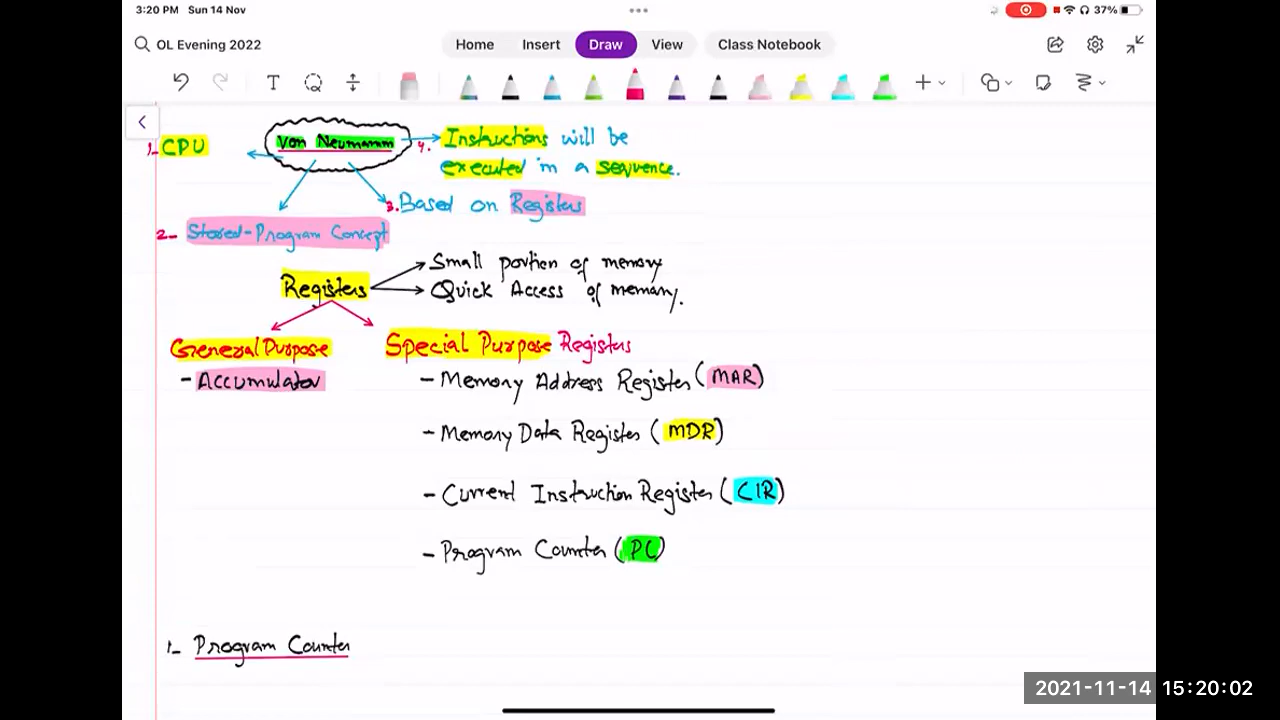 3:20 PM Sun 14 Nov
37%
OL Evening 2022
Home Insert Draw View Class Notebook
T
1- CPU
Von Neumamm
4. Instructions will be
executed in a sequence.
3. Based on Registers
2- Stored-Program Concept
Registers
Small portion of memory
Quick Access of memory.
General Purpose
- Accumulator
Special Purpose Registers
- Memory Address Register (MAR)
- Memory Data Register (MDR)
- Current Instruction Register (CIR)
- Program Counter (PC)
1- Program Counter
2021-11-14 15:20:02